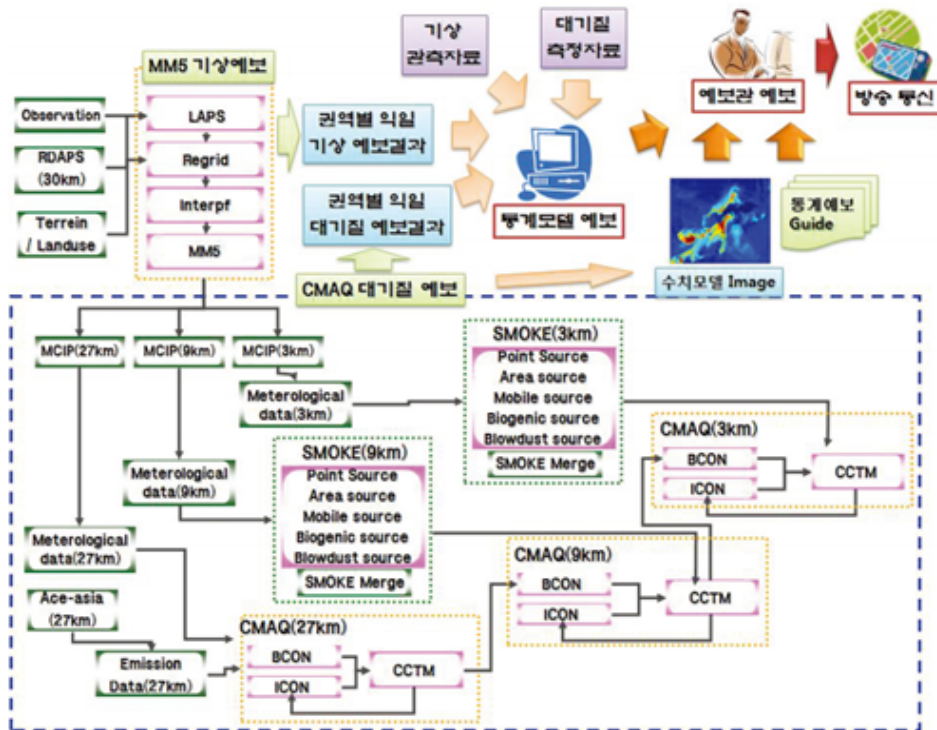 기상
관측자료
대기질
측정자료
예보관 예보
방송 통신
MM5 기상예보
Observation
RDAPS
(30km)
Terrein
/ Landuse
LAPS
Regrid
Interpf
MM5
권역별 익일
기상 예보결과
권역별 익일
대기질 예보결과
통계모델 예보
CMAQ 대기질 예보
수치모델 Image
통계예보
Guide
MCIP(27km)
MCIP(9km)
MCIP(3km)
Meterological
data(3km)
Meterological
data(9km)
Meterological
data(27km)
Ace-asia
(27km)
Emission
Data(27km)
SMOKE(3km)
Point Source
Area source
Mobile source
Biogenic source
Blowdust source
SMOKE Merge
SMOKE(9km)
Point Source
Area source
Mobile source
Biogenic source
Blowdust source
SMOKE Merge
CMAQ(3km)
BCON
ICON
CCTM
CMAQ(9km)
BCON
ICON
CCTM
CMAQ(27km)
BCON
ICON
CCTM